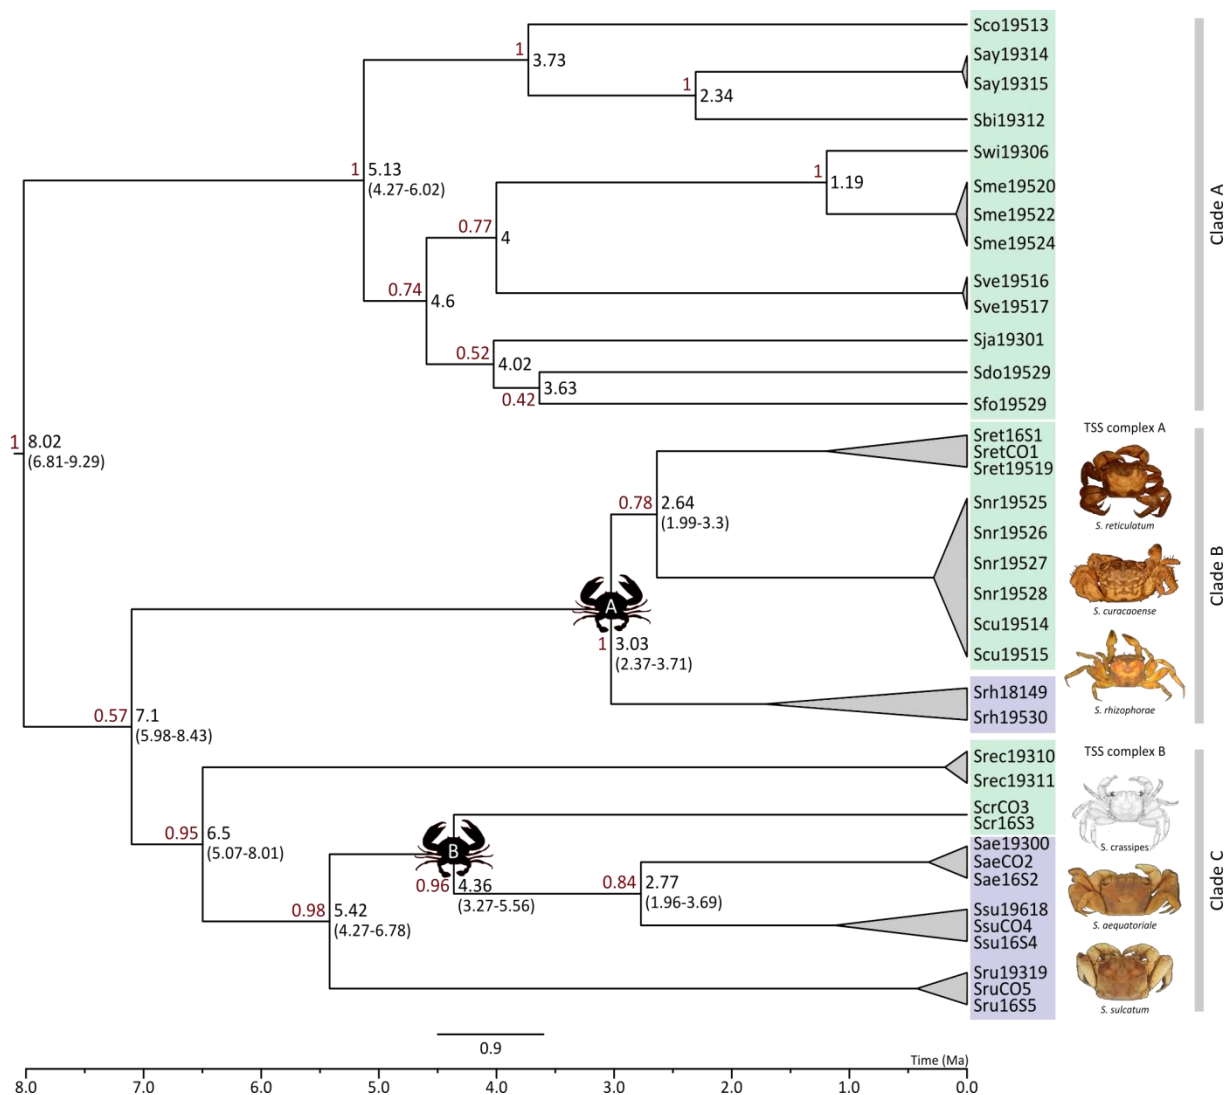 Sco19513
1
3.73
Say19314
Say19315
1
2.34
Sbi19312
Swi19306
1
5.13
(4.27-6.02)
1
1.19
Sme19520
Sme19522
Sme19524
0.77
4
Sve19516
Sve19517
0.74
4.6
Sja19301
0.52
4.02
Sdo19529
3.63
0.42
Sfo19529
Clade A
1
8.02
(6.81-9.29)
Sret16S1
SretCO1
Sret19519
0.78
2.64
(1.99-3.3)
Snr19525
Snr19526
Snr19527
Snr19528
Scu19514
Scu19515
A
1
3.03
(2.37-3.71)
Srh18149
Srh19530
TSS complex A
S. reticulatum
S. curacaoense
S. rhizophorae
Clade B
0.57
7.1
(5.98-8.43)
Srec19310
Srec19311
0.95
6.5
(5.07-8.01)
ScrCO3
Scr16S3
B
0.96
4.36
(3.27-5.56)
0.84
2.77
(1.96-3.69)
Sae19300
SaeCO2
Sae16S2
0.98
5.42
(4.27-6.78)
Ssu19618
SsuCO4
Ssu16S4
Sru19319
SruCO5
Sru16S5
TSS complex B
S. crassipes
S. aequatoriale
S. sulcatum
Clade C
0.9
Time (Ma)
8.0 7.0 6.0 5.0 4.0 3.0 2.0 1.0 0.0